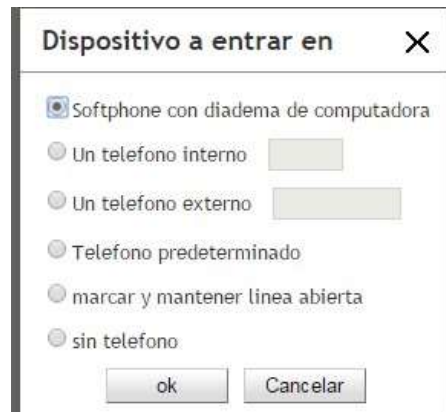 Dispositivo a entrar en
Softphone con diadema de computadora
Un telefono interno
Un telefono externo
Telefono predeterminado
marcar y mantener linea abierta
sin telefono
ok Cancelar